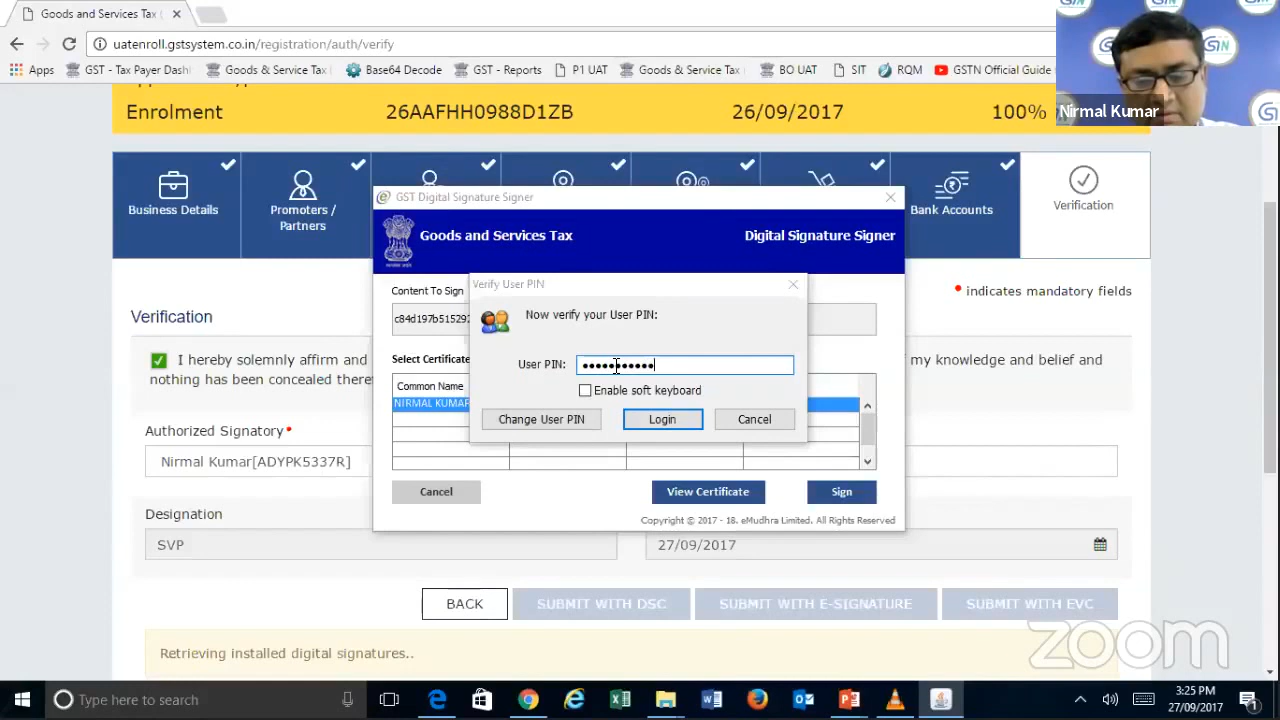 Goods and Services Tax (
uatenroll.gstsystem.co.in/registration/auth/verify
Apps GST - Tax Payer Dash Goods & Service Tax Base64 Decode GST - Reports P1 UAT Goods & Service Tax BO UAT SIT RQM GSTN Official Guide
Nirmal Kumar
Enrolment 26AAFHH0988D1ZB 26/09/2017 100%
Business Details
Promoters /
Partners
Bank Accounts
Verification
GST Digital Signature Signer
Goods and Services Tax Digital Signature Signer
Content To Sign
c84d197b515292
Verify User PIN
Now verify your User PIN:
User PIN: ••••••••••••
Enable soft keyboard
Change User PIN Login Cancel
Select Certificate
Common Name
NIRMAL KUMAR
Cancel View Certificate Sign
Copyright © 2017 - 18. eMudhra Limited. All Rights Reserved
• indicates mandatory fields
Verification
I hereby solemnly affirm and of my knowledge and belief and
nothing has been concealed
Authorized Signatory •
Nirmal Kumar[ADYPK5337R]
Designation
SVP 27/09/2017
BACK SUBMIT WITH DSC SUBMIT WITH E-SIGNATURE SUBMIT WITH EVC
Retrieving installed digital signatures..
zoom
Type here to search
3:25 PM
27/09/2017